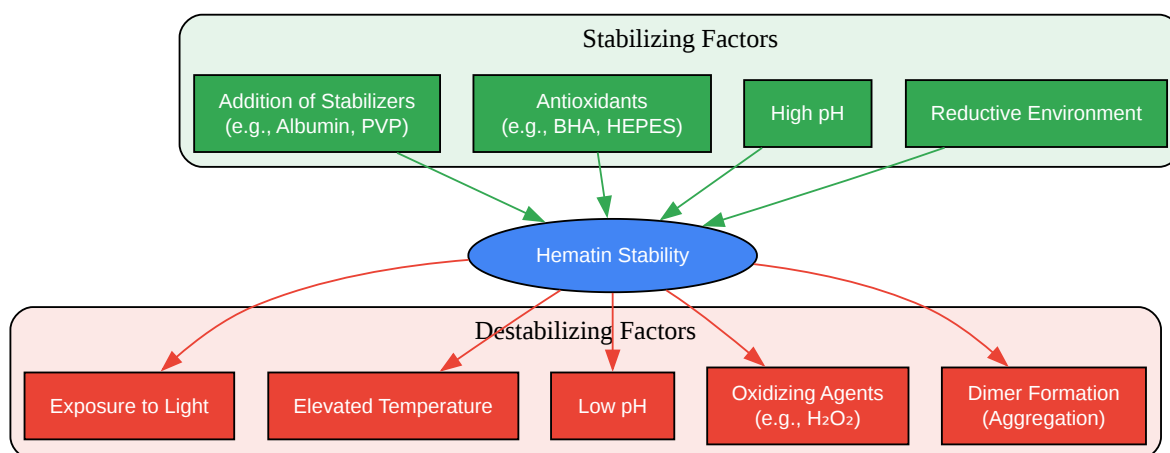 Stabilizing Factors
Addition of Stabilizers
(e.g., Albumin, PVP)
Antioxidants
(e.g., BHA, HEPES)
High pH
Reductive Environment
Hematin Stability
Destabilizing Factors
Exposure to Light
Elevated Temperature
Low pH
Oxidizing Agents
(e.g., H₂O₂)
Dimer Formation
(Aggregation)